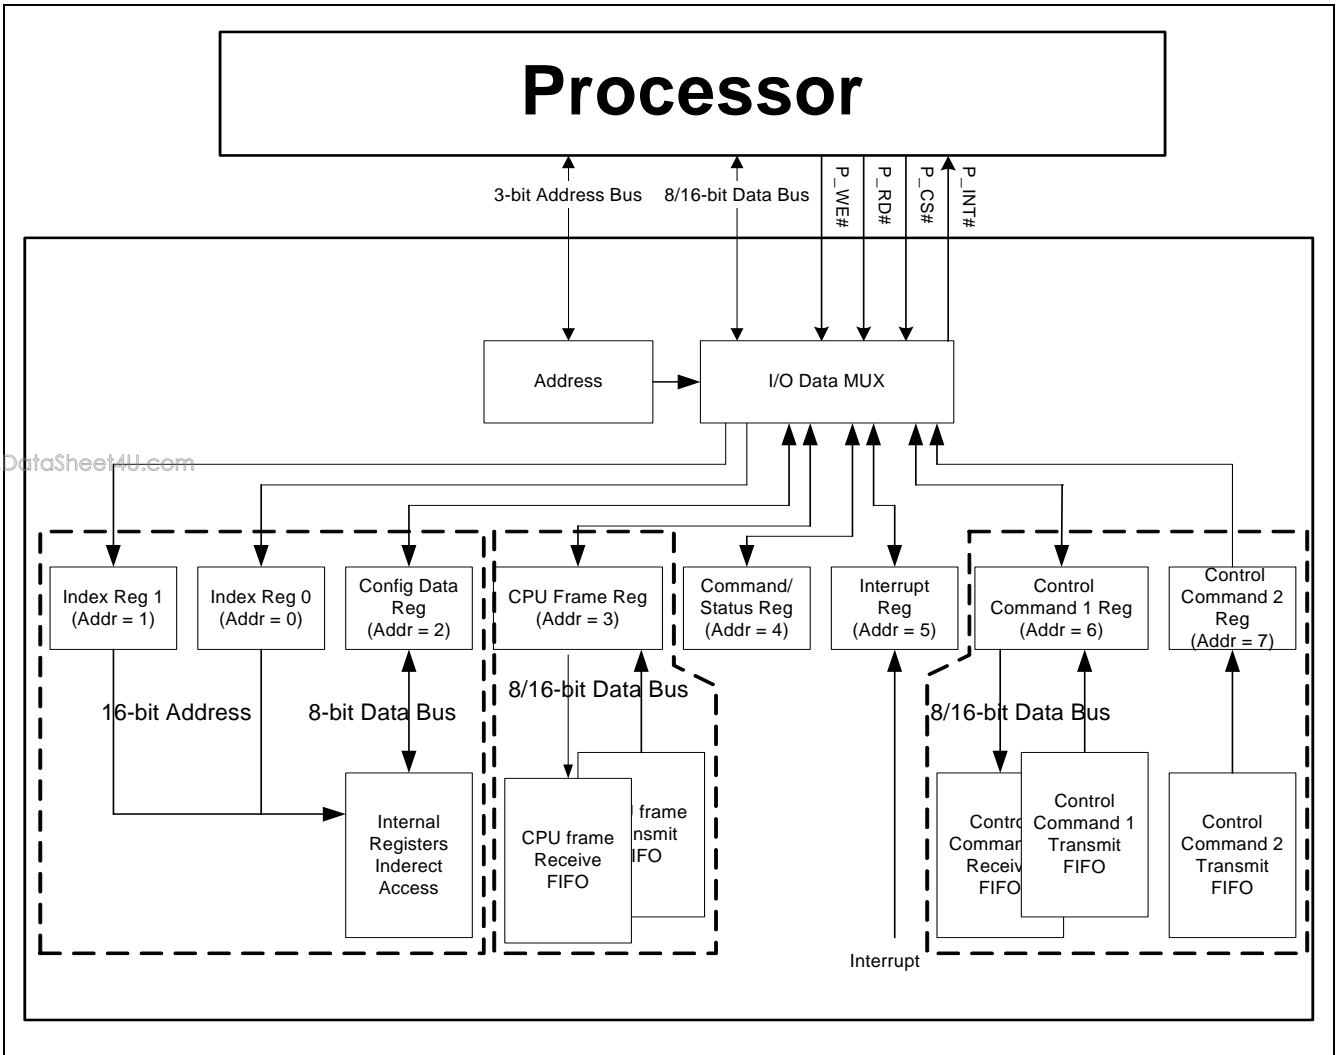 Processor
3-bit Address Bus
8/16-bit Data Bus
P_WE#
P_RD#
P_CS#
P_INT#
Address
I/O Data MUX
DataSheet4U.com
Index Reg 1
(Addr = 1)
Index Reg 0
(Addr = 0)
Config Data
Reg
(Addr = 2)
CPU Frame Reg
(Addr = 3)
Command/
Status Reg
(Addr = 4)
Interrupt
Reg
(Addr = 5)
Control
Command 1 Reg
(Addr = 6)
Control
Command 2
Reg
(Addr = 7)
16-bit Address
8-bit Data Bus
8/16-bit Data Bus
8/16-bit Data Bus
Internal
Registers
Inderect
Access
CPU frame
Receive
FIFO
frame
Control
Command 1
Transmit
FIFO
FIFO
Control
Command 2
Transmit
FIFO
Interrupt